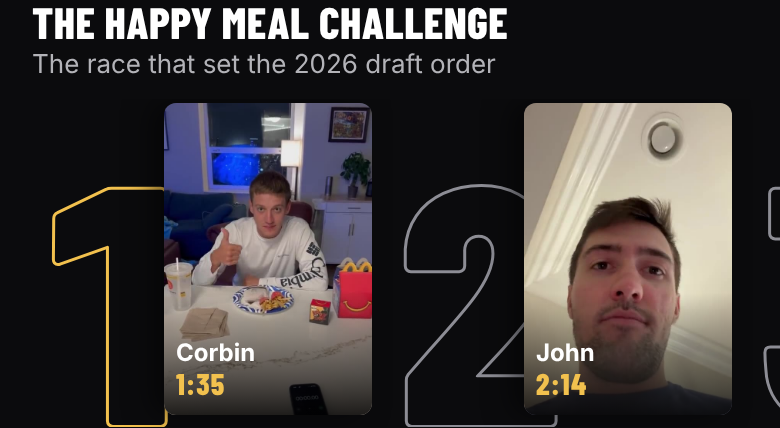 THE HAPPY MEAL CHALLENGE
The race that set the 2026 draft order
1
Corbin
1:35
2
John
2:14